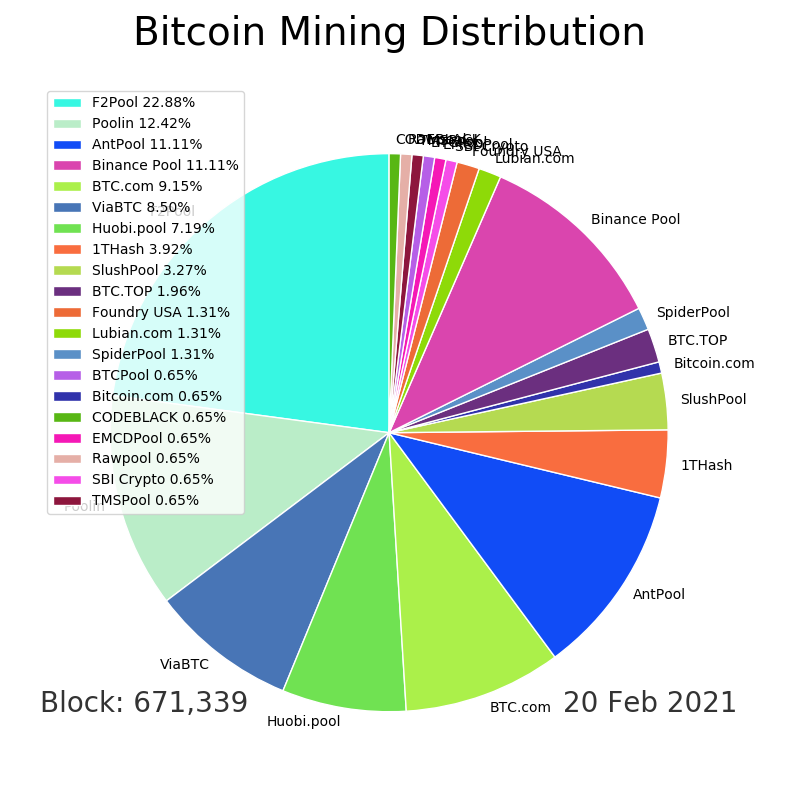 Bitcoin Mining Distribution
F2Pool 22.88%
Poolin 12.42%
AntPool 11.11%
Binance Pool 11.11%
BTC.com 9.15%
ViaBTC 8.50%
Huobi.pool 7.19%
1THash 3.92%
SlushPool 3.27%
BTC.TOP 1.96%
Foundry USA 1.31%
Lubian.com 1.31%
SpiderPool 1.31%
BTCPool 0.65%
Bitcoin.com 0.65%
CODEBLACK 0.65%
EMCDPool 0.65%
Rawpool 0.65%
SBI Crypto 0.65%
TMSPool 0.65%
F2Pool
Poolin
Foundry USA
Lubian.com
Binance Pool
SpiderPool
BTC.TOP
Bitcoin.com
SlushPool
1THash
AntPool
BTC.com
Huobi.pool
ViaBTC
Block: 671,339
20 Feb 2021